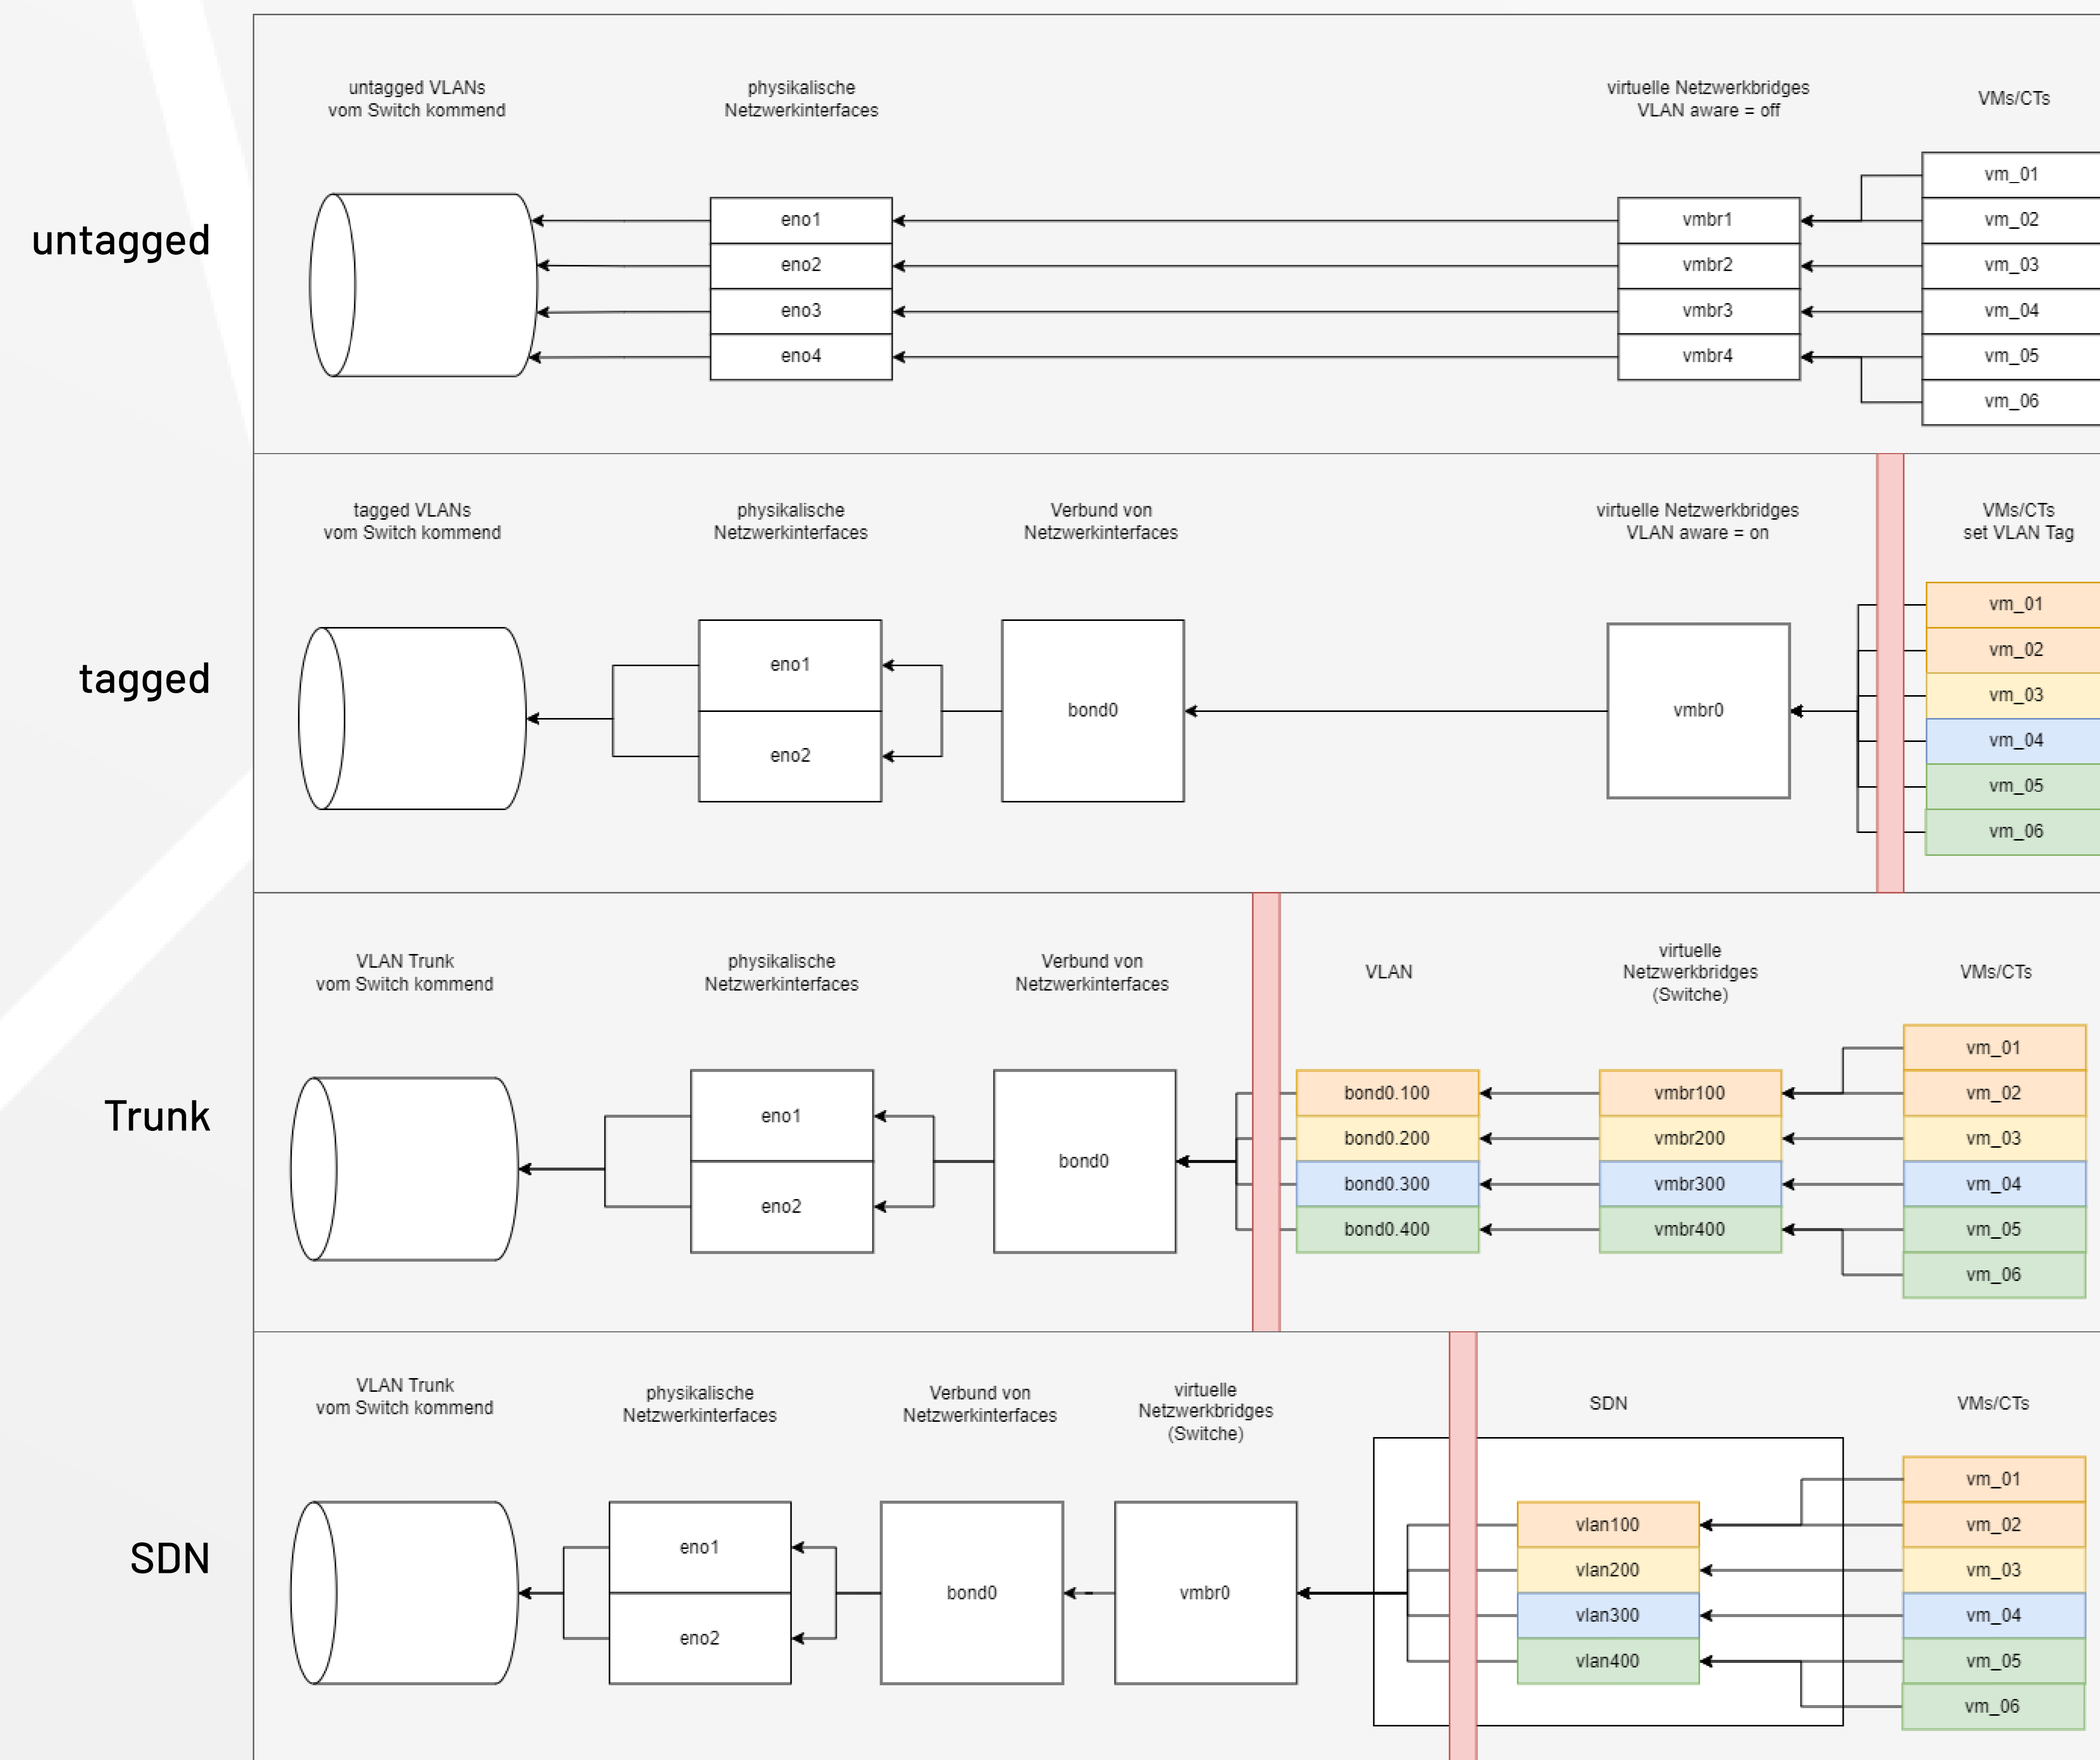 untagged
untagged VLANs
vom Switch kommend
physikalische
Netzwerkinterfaces
virtuelle Netzwerkbridges
VLAN aware = off
VMs/CTs
eno1
eno2
eno3
eno4
vmbr1
vmbr2
vmbr3
vmbr4
vm_01
vm_02
vm_03
vm_04
vm_05
vm_06
tagged
tagged VLANs
vom Switch kommend
physikalische
Netzwerkinterfaces
Verbund von
Netzwerkinterfaces
virtuelle Netzwerkbridges
VLAN aware = on
VMs/CTs
set VLAN Tag
eno1
eno2
bond0
vmbr0
vm_01
vm_02
vm_03
vm_04
vm_05
vm_06
Trunk
VLAN Trunk
vom Switch kommend
physikalische
Netzwerkinterfaces
Verbund von
Netzwerkinterfaces
VLAN
virtuelle
Netzwerkbridges
(Switche)
VMs/CTs
eno1
eno2
bond0
bond0.100
bond0.200
bond0.300
bond0.400
vmbr100
vmbr200
vmbr300
vmbr400
vm_01
vm_02
vm_03
vm_04
vm_05
vm_06
SDN
VLAN Trunk
vom Switch kommend
physikalische
Netzwerkinterfaces
Verbund von
Netzwerkinterfaces
virtuelle
Netzwerkbridges
(Switche)
SDN
VMs/CTs
eno1
eno2
bond0
vmbr0
vlan100
vlan200
vlan300
vlan400
vm_01
vm_02
vm_03
vm_04
vm_05
vm_06